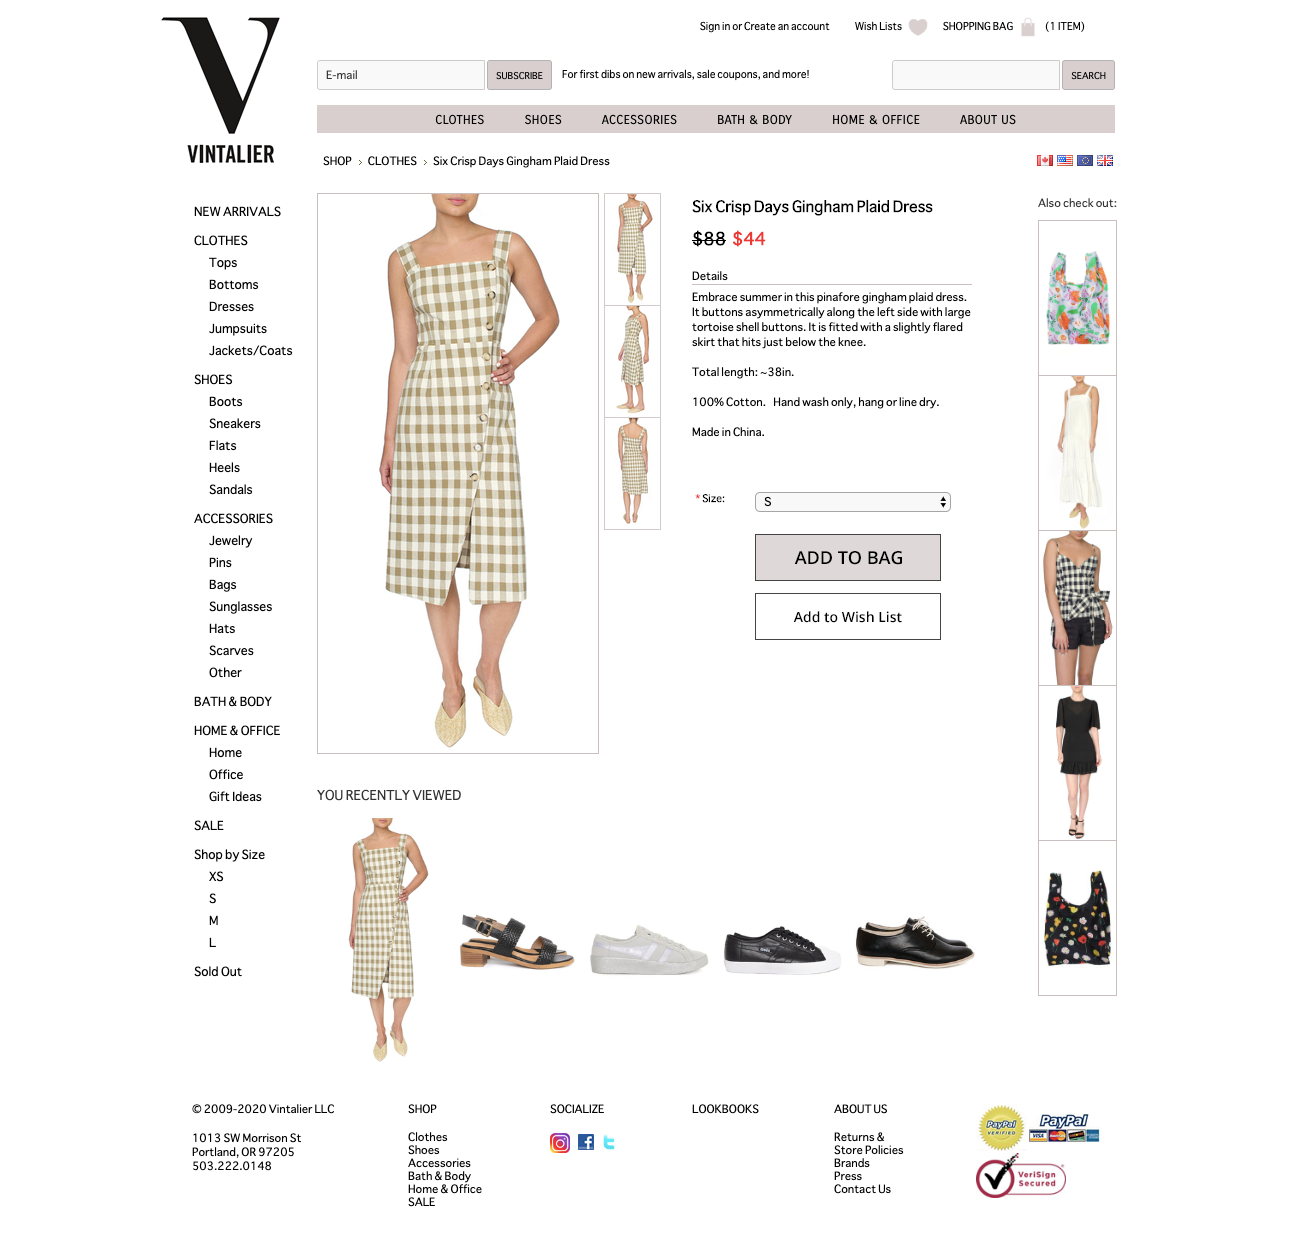 V
VINTALIER
Sign in or Create an account
Wish Lists
SHOPPING BAG
(1 ITEM)
E-mail
SUBSCRIBE
For first dibs on new arrivals, sale coupons, and more!
SEARCH
CLOTHES
SHOES
ACCESSORIES
BATH & BODY
HOME & OFFICE
ABOUT US
SHOP > CLOTHES > Six Crisp Days Gingham Plaid Dress
NEW ARRIVALS
CLOTHES
Tops
Bottoms
Dresses
Jumpsuits
Jackets/Coats
SHOES
Boots
Sneakers
Flats
Heels
Sandals
ACCESSORIES
Jewelry
Pins
Bags
Sunglasses
Hats
Scarves
Other
BATH & BODY
HOME & OFFICE
Home
Office
Gift Ideas
SALE
Shop by Size
XS
S
M
L
Sold Out
Six Crisp Days Gingham Plaid Dress
$88 $44
Details
Embrace summer in this pinafore gingham plaid dress.
It buttons asymmetrically along the left side with large
tortoise shell buttons. It is fitted with a slightly flared
skirt that hits just below the knee.
Total length: ~38in.
100% Cotton. Hand wash only, hang or line dry.
Made in China.
* Size:
S
ADD TO BAG
Add to Wish List
Also check out:
YOU RECENTLY VIEWED
© 2009-2020 Vintalier LLC
1013 SW Morrison St
Portland, OR 97205
503.222.0148
SHOP
Clothes
Shoes
Accessories
Bath & Body
Home & Office
SALE
SOCIALIZE
LOOKBOOKS
ABOUT US
Returns &
Store Policies
Brands
Press
Contact Us
PayPal
VERIFIED
PayPal
VISA
VeriSign
Secured